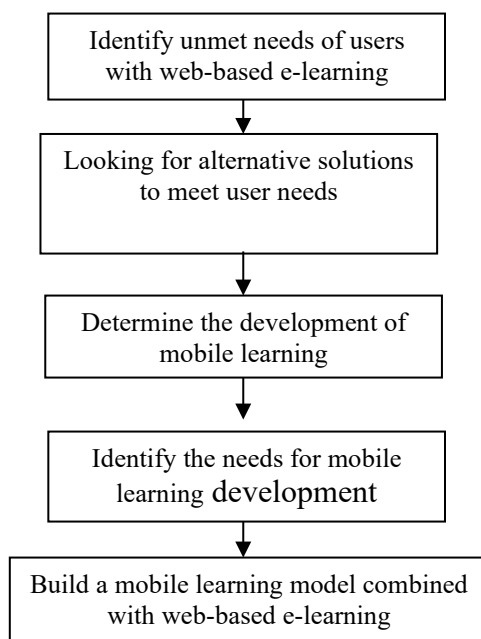 Identify unmet needs of users
with web-based e-learning
Looking for alternative solutions
to meet user needs
Determine the development of
mobile learning
Identify the needs for mobile
learning development
Build a mobile learning model combined
with web-based e-learning